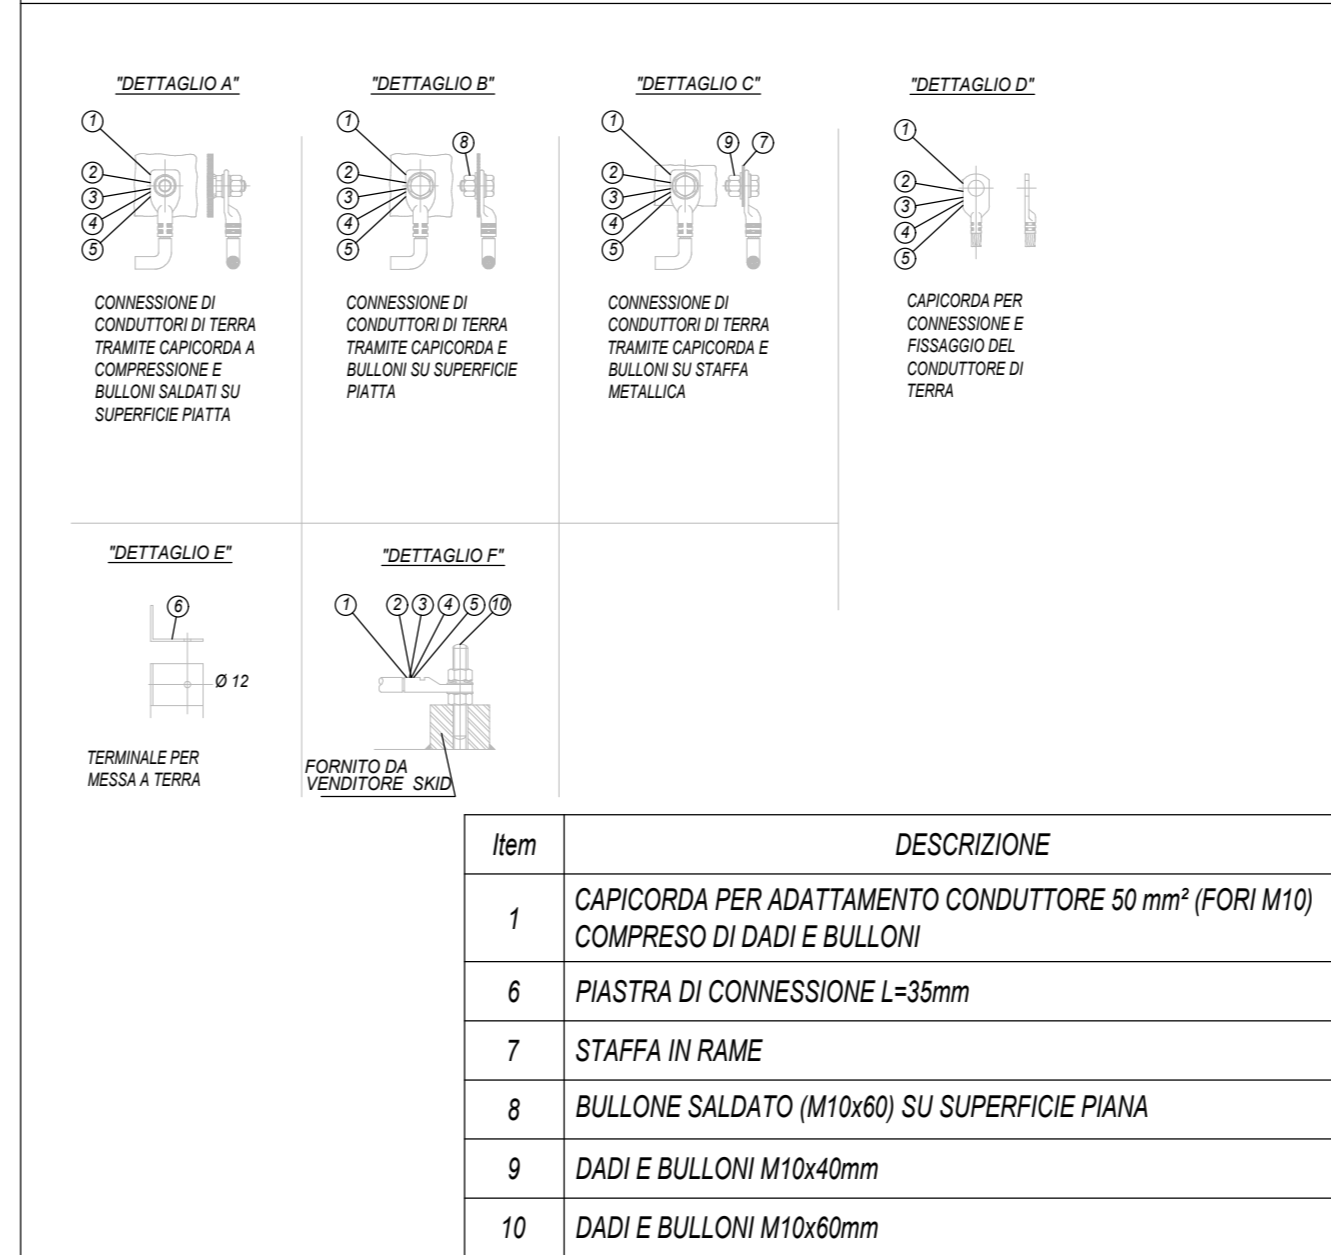 "DETTAGLIO A"
1
2
3
4
5
CONNESSIONE DI
CONDUTTORI DI TERRA
TRAMITE CAPICORDA A
COMPRESSIONE E
BULLONI SALDATI SU
SUPERFICIE PIATTA
"DETTAGLIO B"
1
8
2
3
4
5
CONNESSIONE DI
CONDUTTORI DI TERRA
TRAMITE CAPICORDA E
BULLONI SU SUPERFICIE
PIATTA
"DETTAGLIO C"
1
9 7
2
3
4
5
CONNESSIONE DI
CONDUTTORI DI TERRA
TRAMITE CAPICORDA E
BULLONI SU STAFFA
METALLICA
"DETTAGLIO D"
1
2
3
4
5
CAPICORDA PER
CONNESSIONE E
FISSAGGIO DEL
CONDUTTORE DI
TERRA
"DETTAGLIO E"
6
Ø 12
TERMINALE PER
MESSA A TERRA
"DETTAGLIO F"
1 2 3 4 5 10
FORNITO DA
VENDITORE SKID
Item DESCRIZIONE
1 CAPICORDA PER ADATTAMENTO CONDUTTORE 50 mm² (FORI M10)
COMPRESO DI DADI E BULLONI
6 PIASTRA DI CONNESSIONE L=35mm
7 STAFFA IN RAME
8 BULLONE SALDATO (M10x60) SU SUPERFICIE PIANA
9 DADI E BULLONI M10x40mm
10 DADI E BULLONI M10x60mm